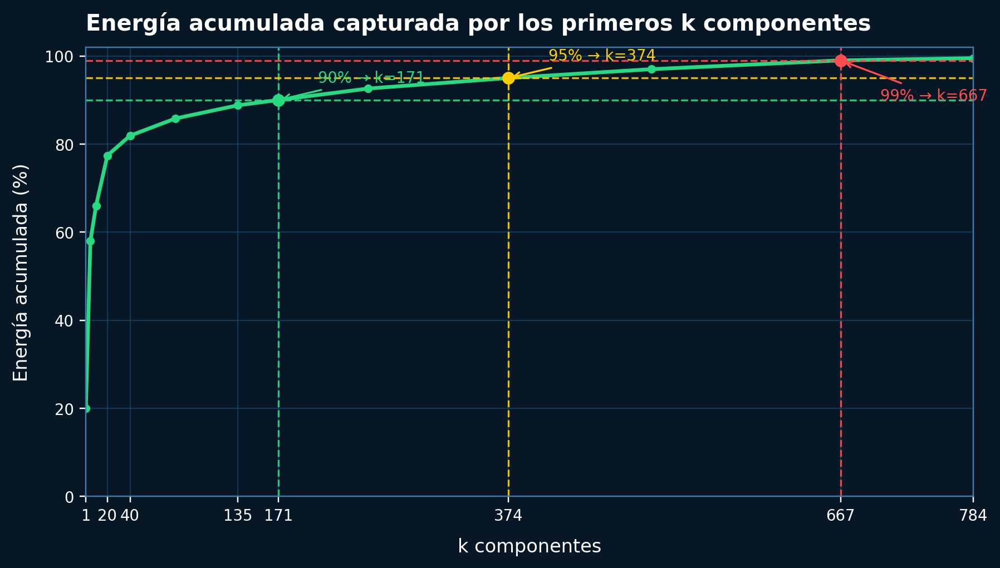 Energía acumulada capturada por los primeros k componentes
Energía acumulada (%)
100
80
60
40
20
0
95% → k=374
90% → k=171
99% → k=667
1 20 40 135 171 374 667 784
k componentes